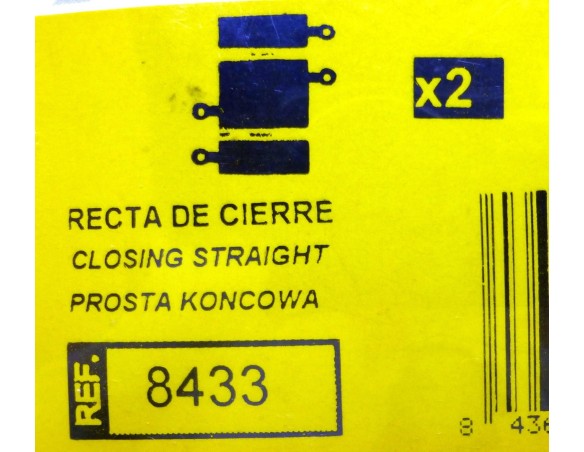 x2
RECTA DE CIERRE
CLOSING STRAIGHT
PROSTA KONCOWA
REF. 8433
8 436